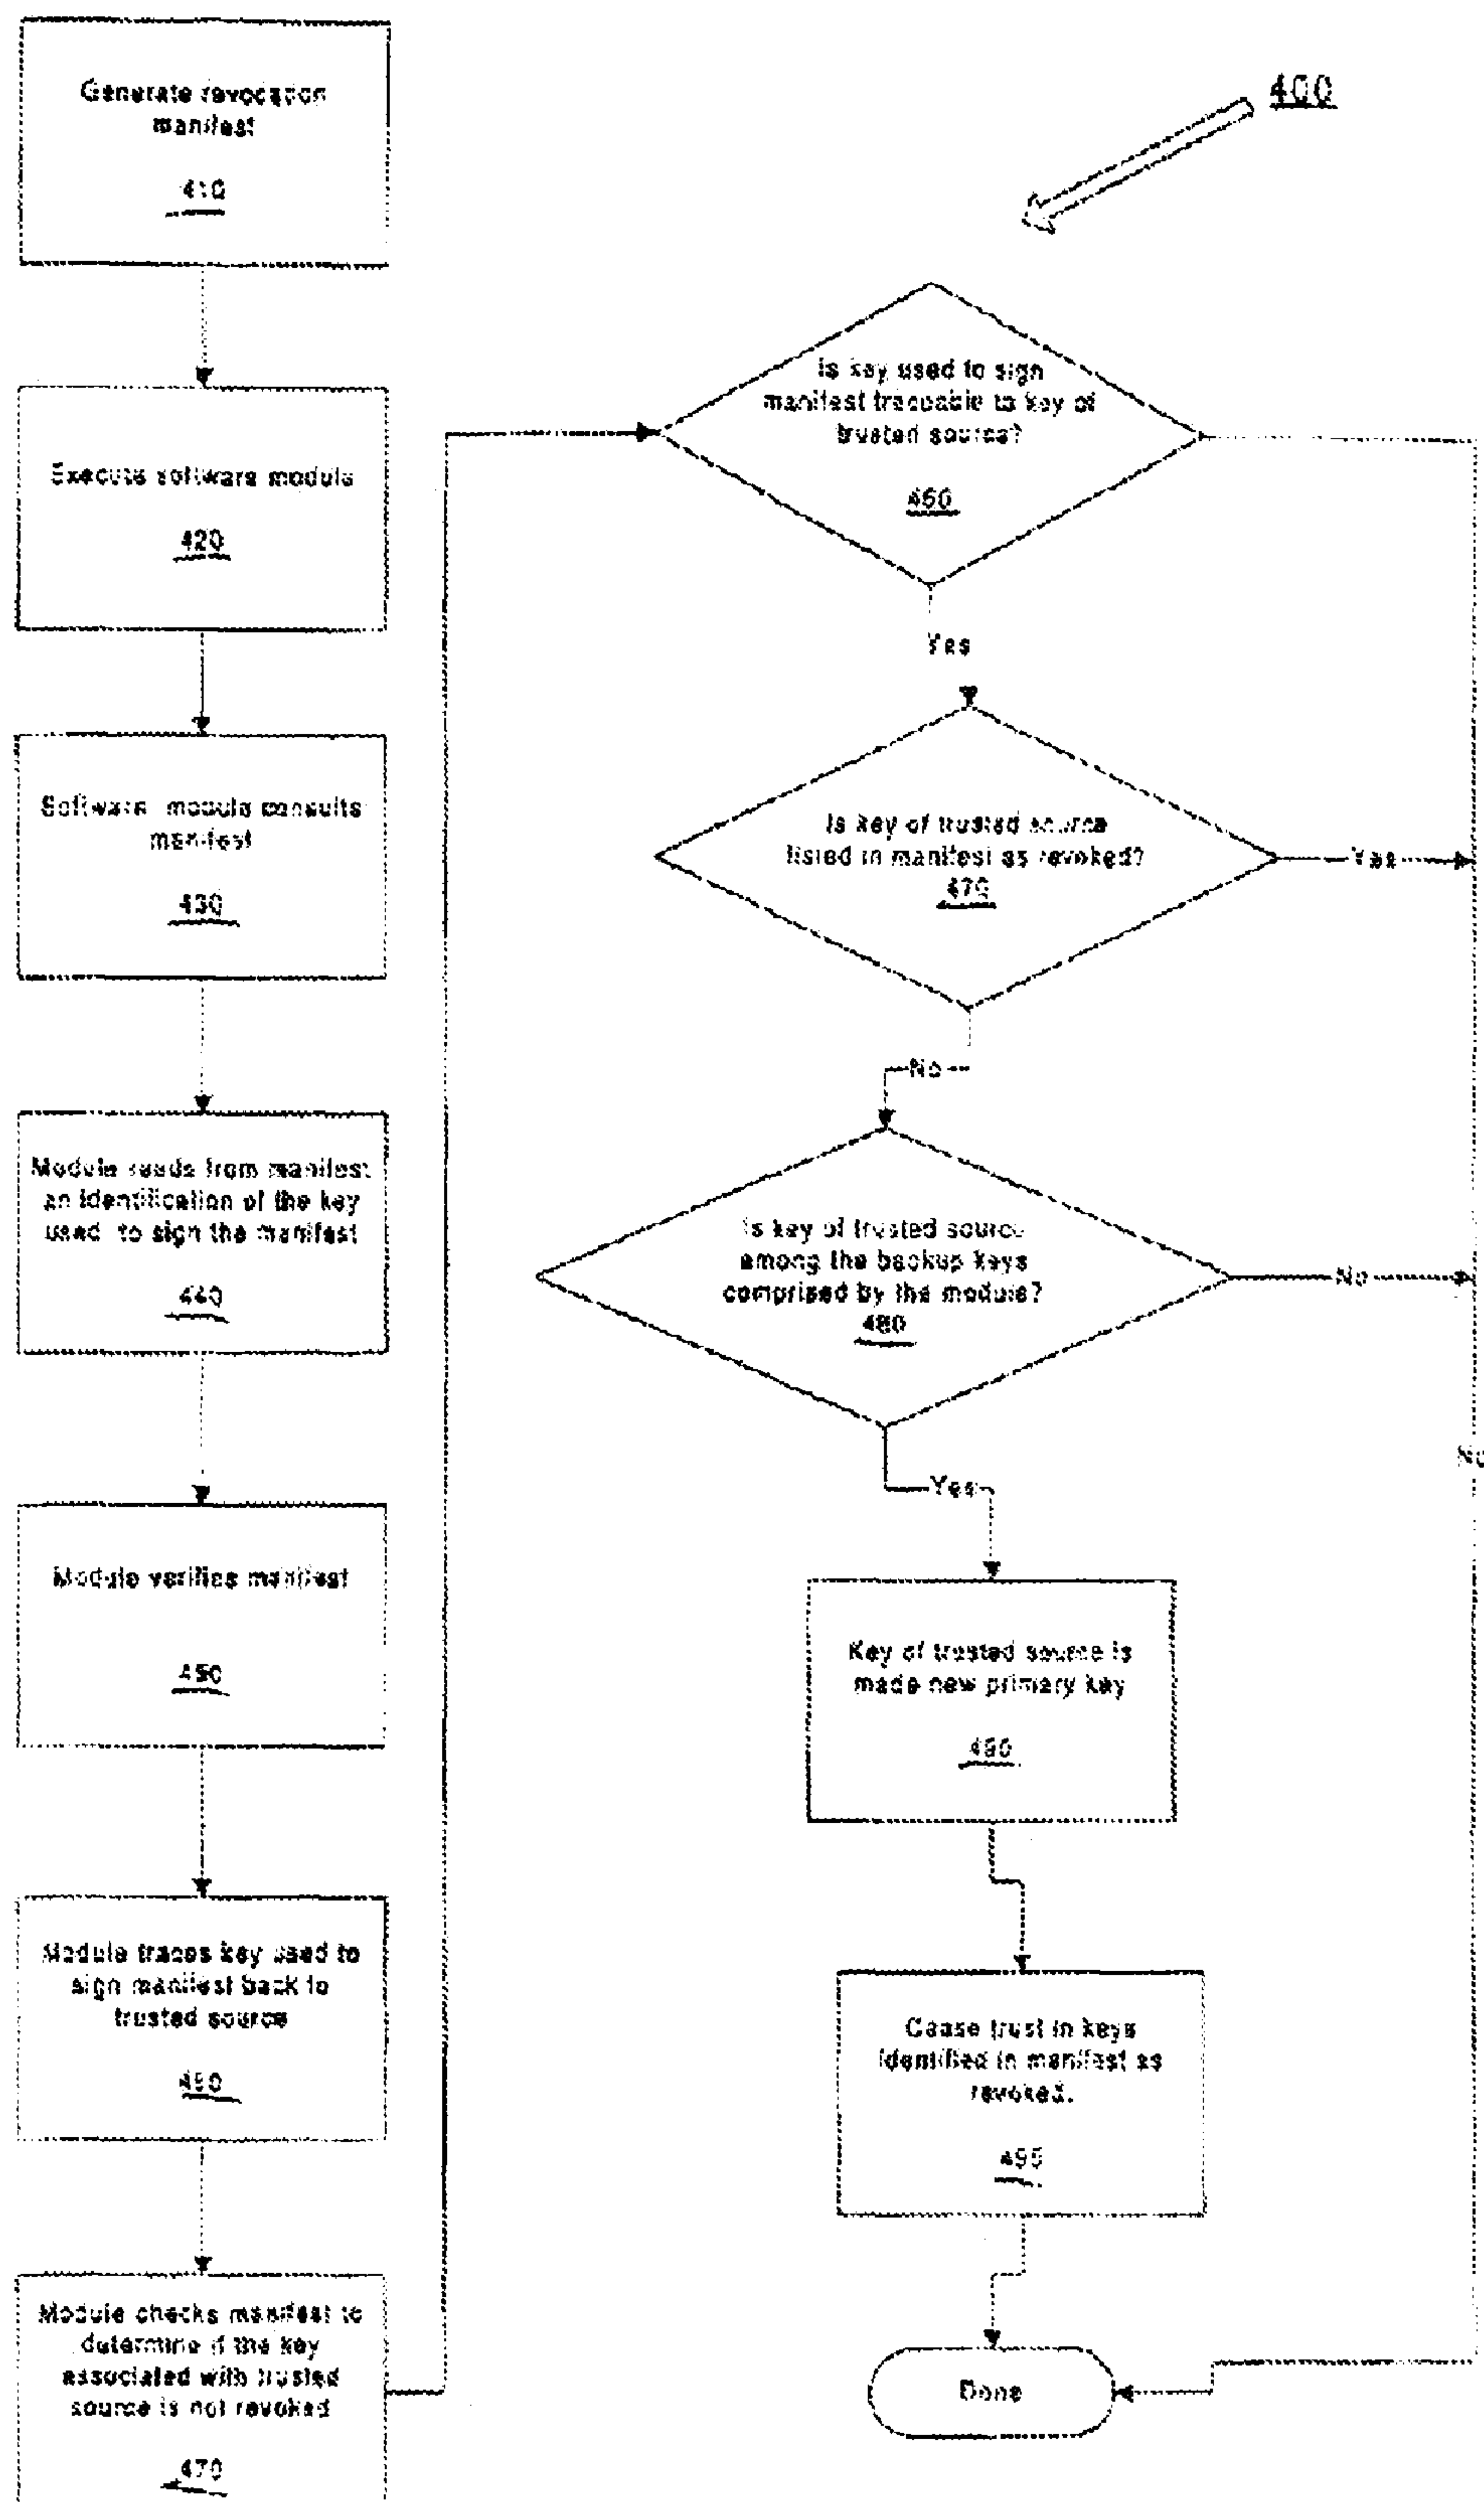 Generate revocation
manifest
410
Execute software module
420
Software module consults
manifest
430
Module reads from manifest
an identification of the key
used to sign the manifest
440
Module verifies manifest
450
Module traces key used to
sign manifest back to
trusted source
460
Module checks manifest to
determine if the key
associated with trusted
source is not revoked
470
400
Is key used to sign
manifest traceable to key of
trusted source?
460
Yes
Is key of trusted source
listed in manifest as revoked?
470
Yes
No
Is key of trusted source
among the backup keys
comprised by the module?
480
No
No
Yes
Key of trusted source is
made new primary key
490
Cease trust in keys
identified in manifest as
revoked.
495
Done